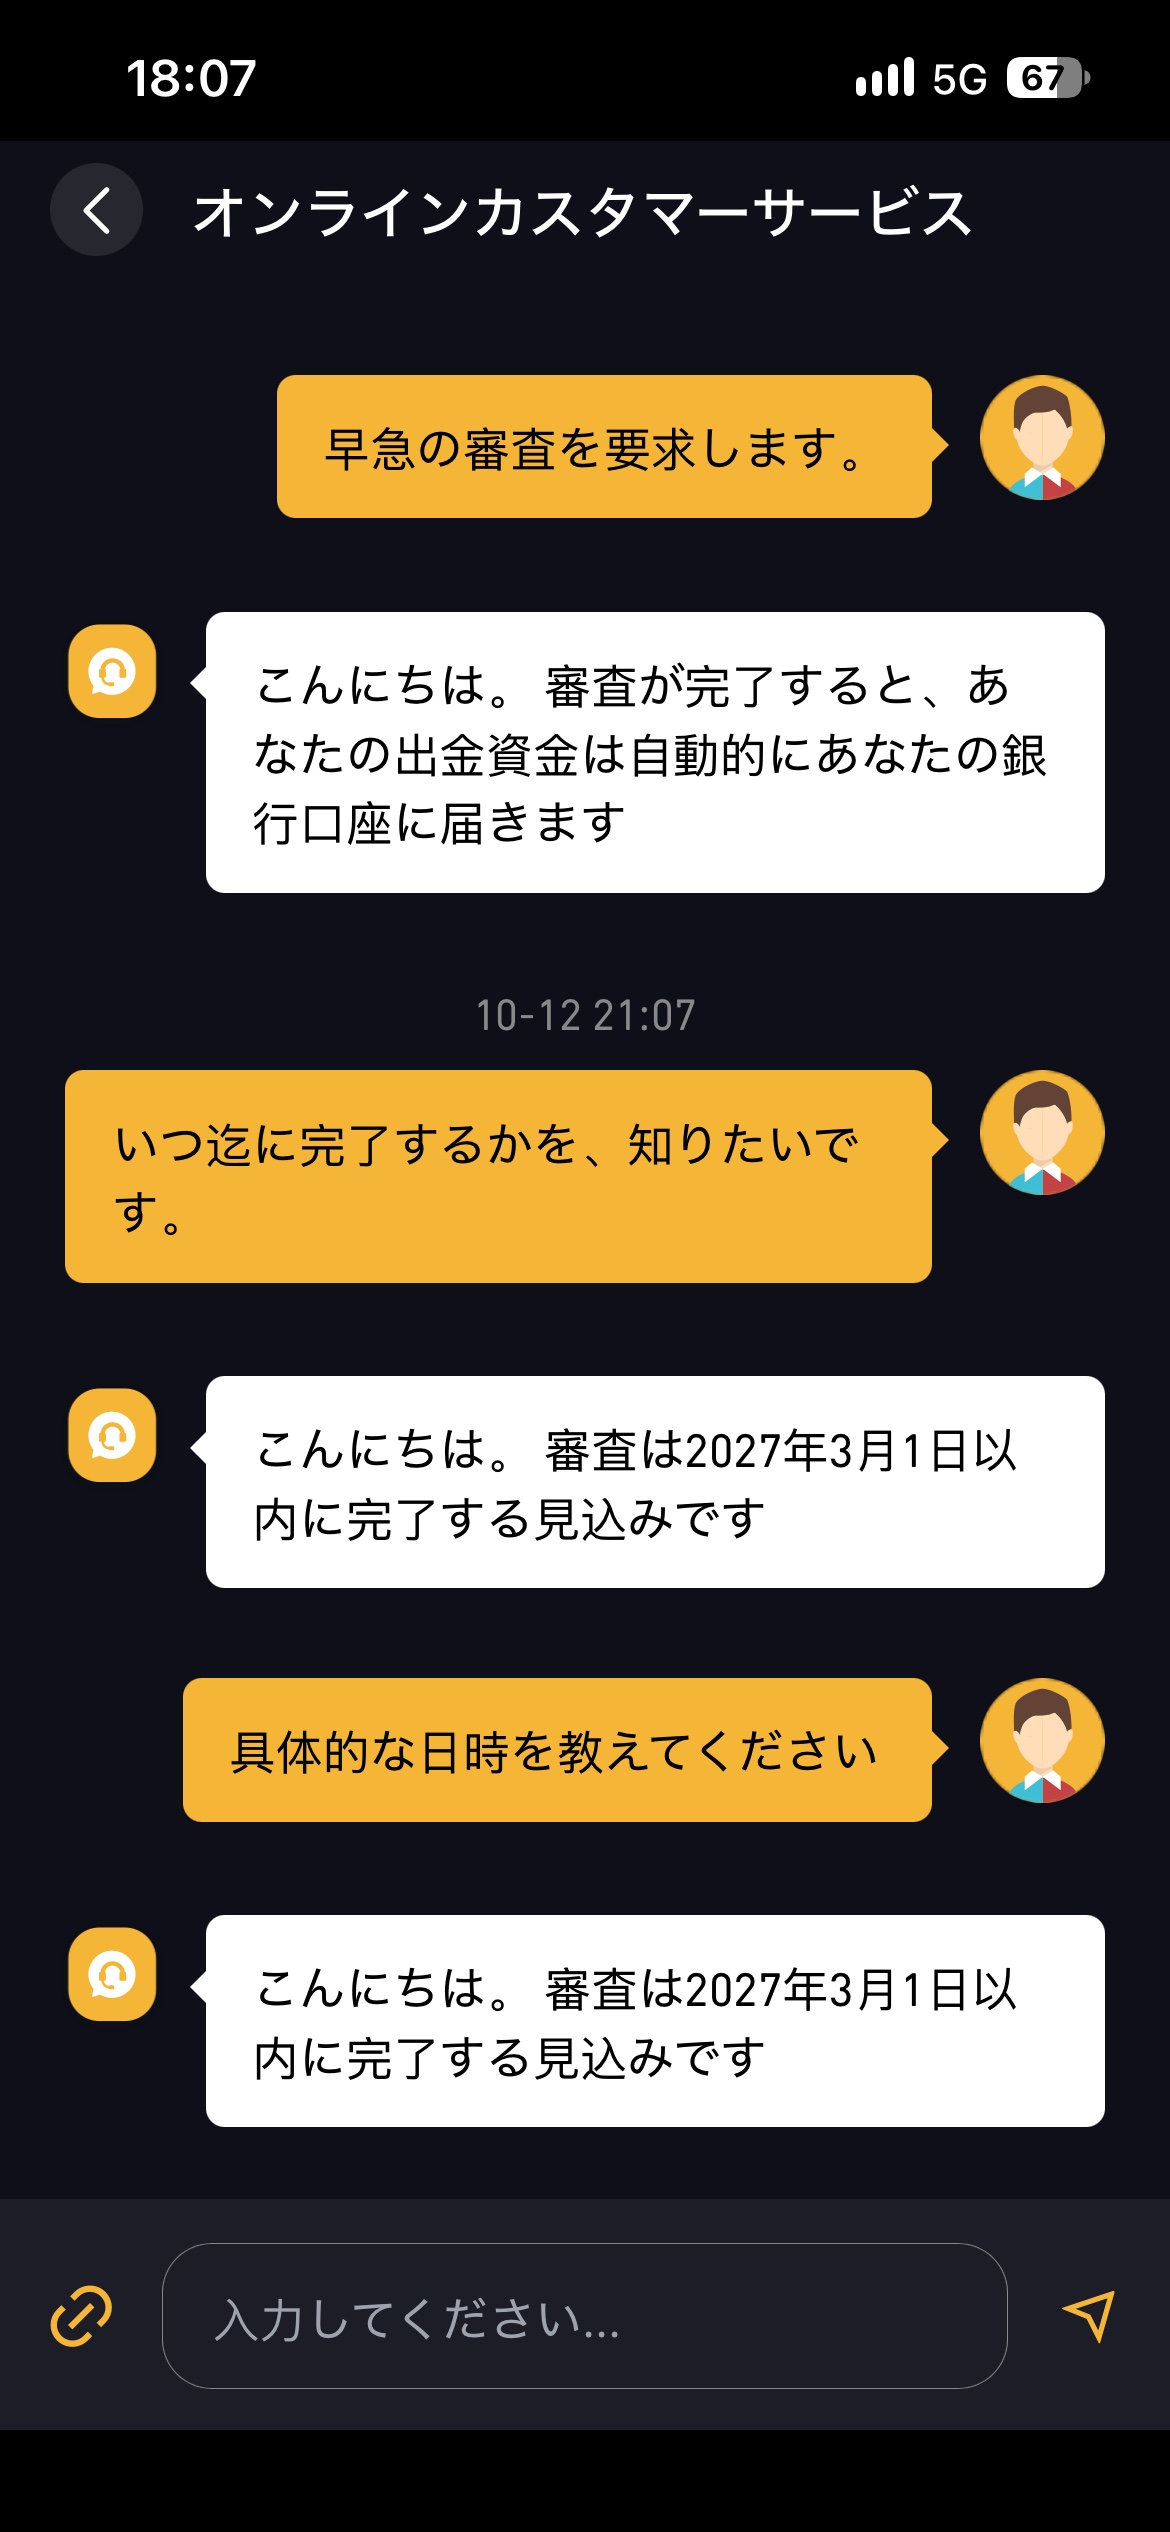 18:07
5G
67
オンラインカスタマーサービス
早急の審査を要求します。
こんにちは。 審査が完了すると、あ
なたの出金資金は自動的にあなたの銀
行口座に届きます
10-12 21:07
いつ迄に完了するかを、知りたいで
す。
こんにちは。 審査は2027年3月1日以
内に完了する見込みです
具体的な日時を教えてください
こんにちは。 審査は2027年3月1日以
内に完了する見込みです
入力してください...